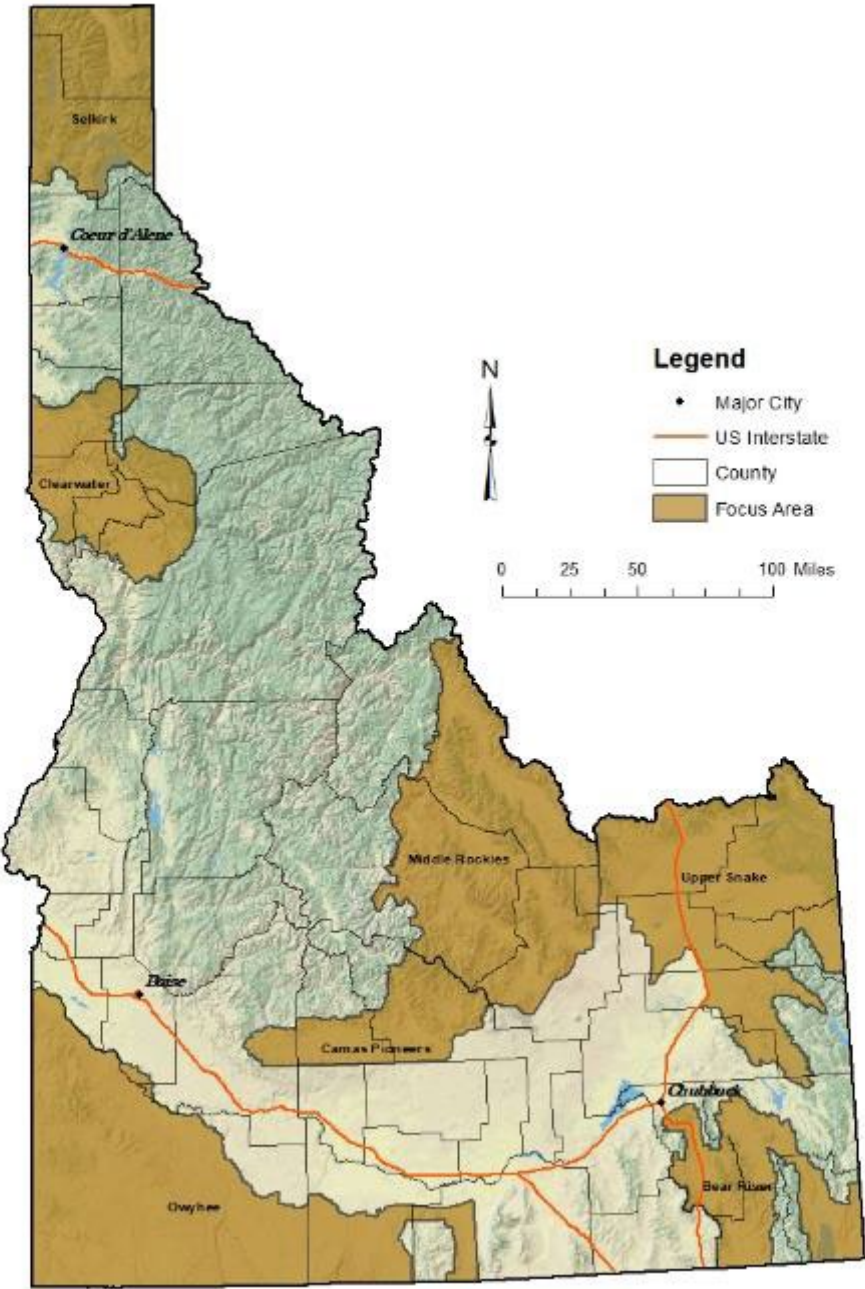 Selkirk
Coeur d'Alene
N
Legend
Major City
US Interstate
County
Focus Area
Clearwater
0 25 50 100 Miles
Middle Rockies
Upper Snake
Boise
Camas Pioneers
Chubbuck
Bear River
Owyhee